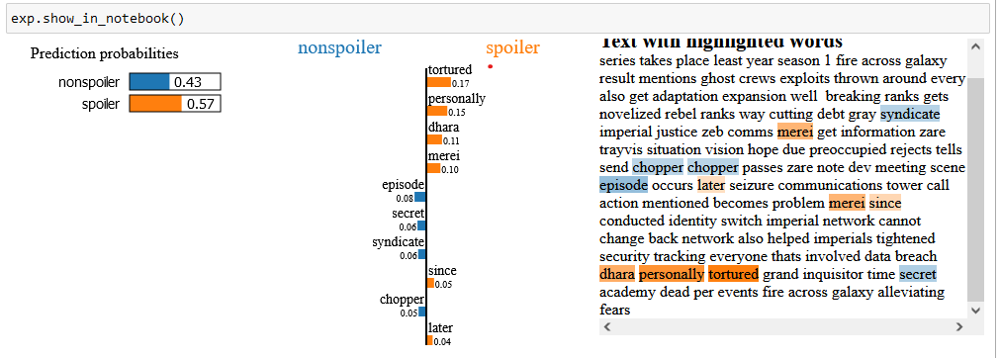 exp.show_in_notebook()
Prediction probabilities
nonspoiler 0.43
spoiler 0.57
nonspoiler spoiler
tortured
0.17
personally
0.15
dhara
0.11
merei
0.10
episode
0.08
secret
0.06
syndicate
0.06
since
0.05
chopper
0.05
later
0.04
Text with highlighted words
series takes place least year season 1 fire across galaxy
result mentions ghost crews exploits thrown around every
also get adaptation expansion well breaking ranks gets
novelized rebel ranks way cutting debt gray syndicate
imperial justice zeb comms merei get information zare
trayvis situation vision hope due preoccupied rejects tells
send chopper chopper passes zare note dev meeting scene
episode occurs later seizure communications tower call
action mentioned becomes problem merei since
conducted identity switch imperial network cannot
change back network also helped imperials tightened
security tracking everyone thats involved data breach
dhara personally tortured grand inquisitor time secret
academy dead per events fire across galaxy alleviating
fears